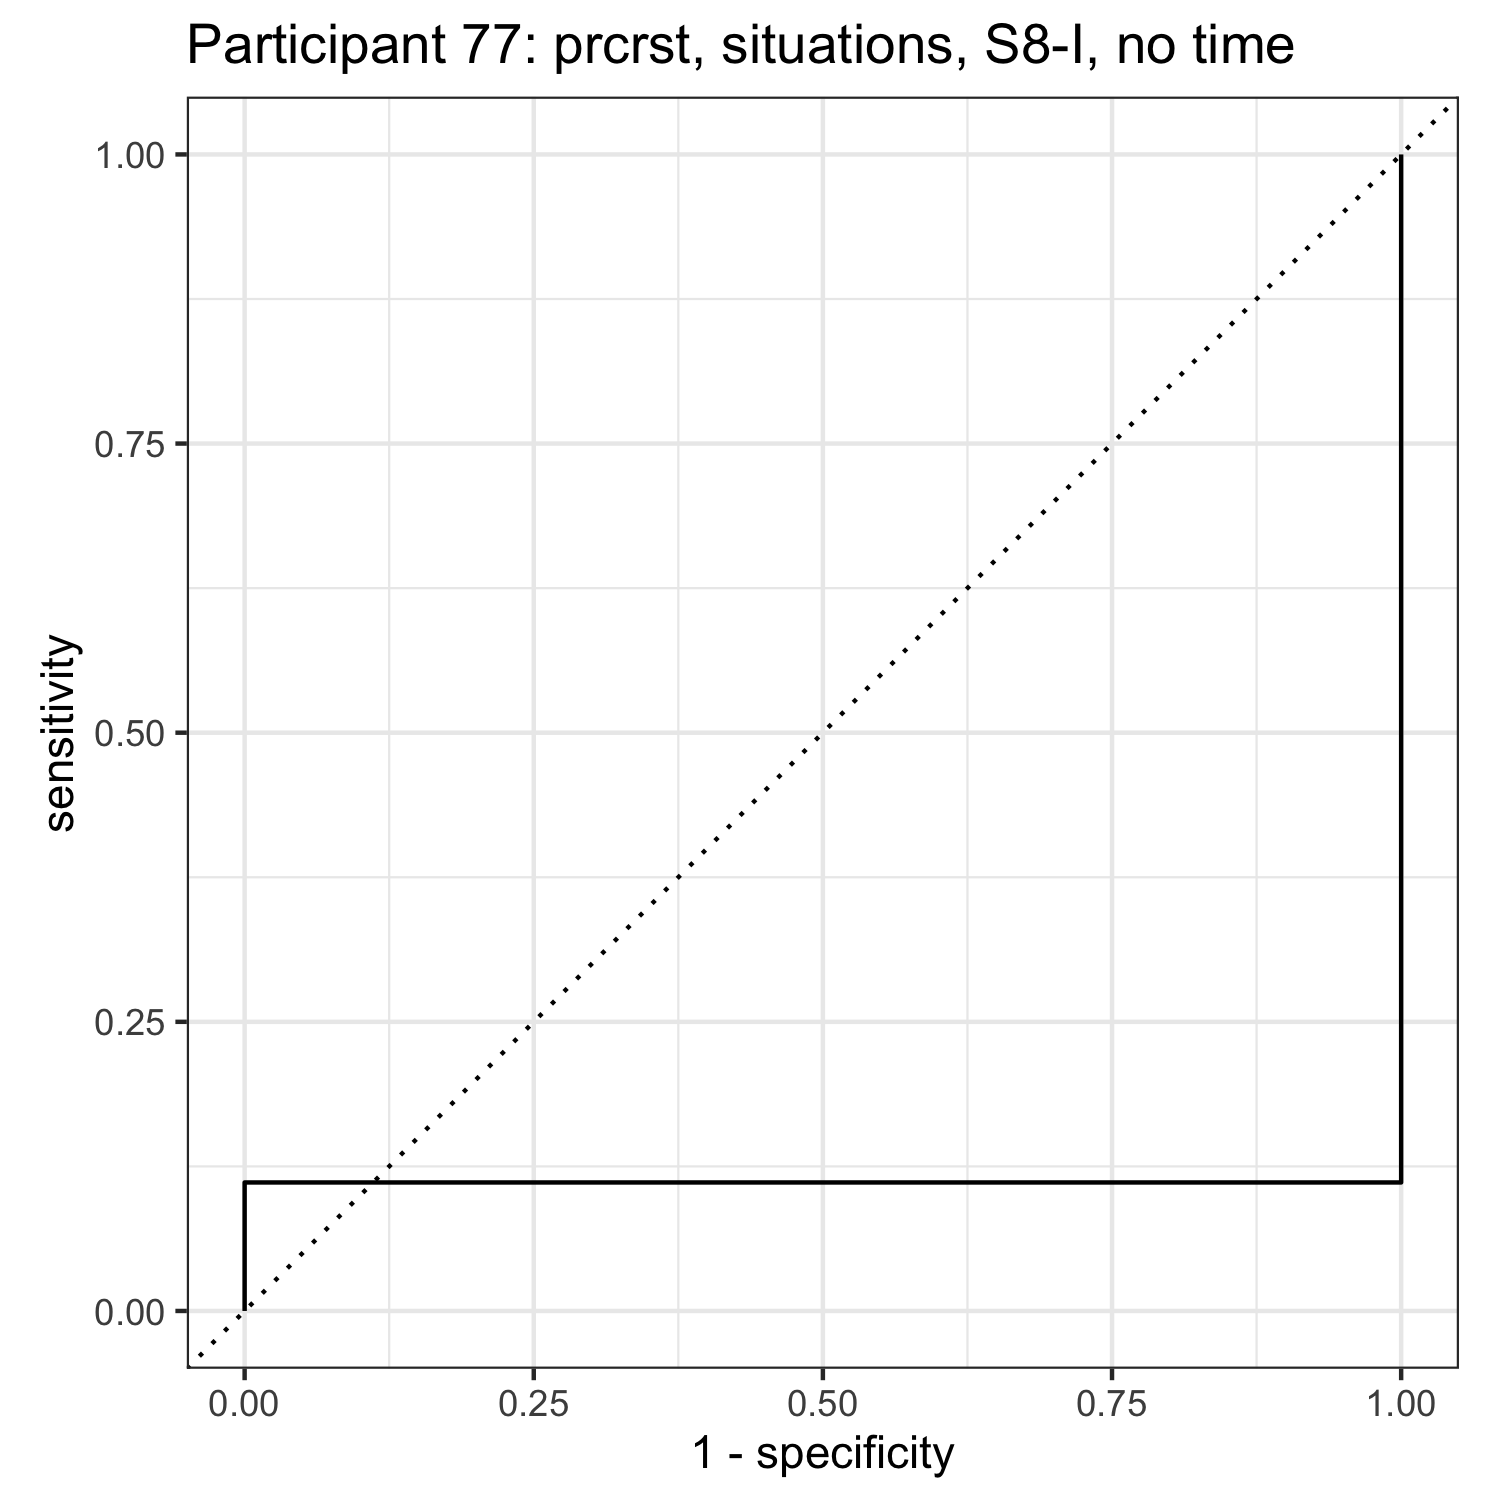 Participant 77: prcrst, situations, S8-I, no time
1.00
0.75
0.50
0.25
0.00
sensitivity
0.00 0.25 0.50 0.75 1.00
1 - specificity